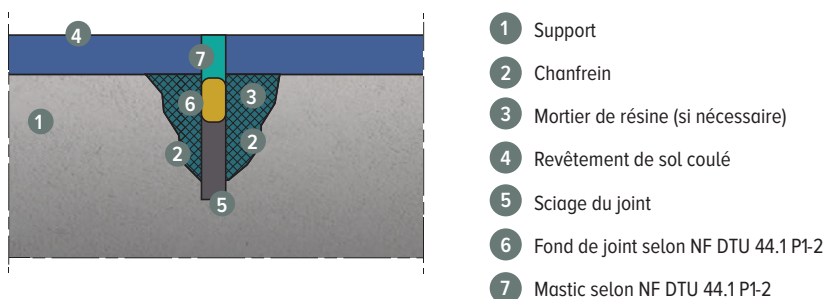 4
7
6
3
1
2
2
5
1 Support
2 Chanfrein
3 Mortier de résine (si nécessaire)
4 Revêtement de sol coulé
5 Sciage du joint
6 Fond de joint selon NF DTU 44.1 P1-2
7 Mastic selon NF DTU 44.1 P1-2